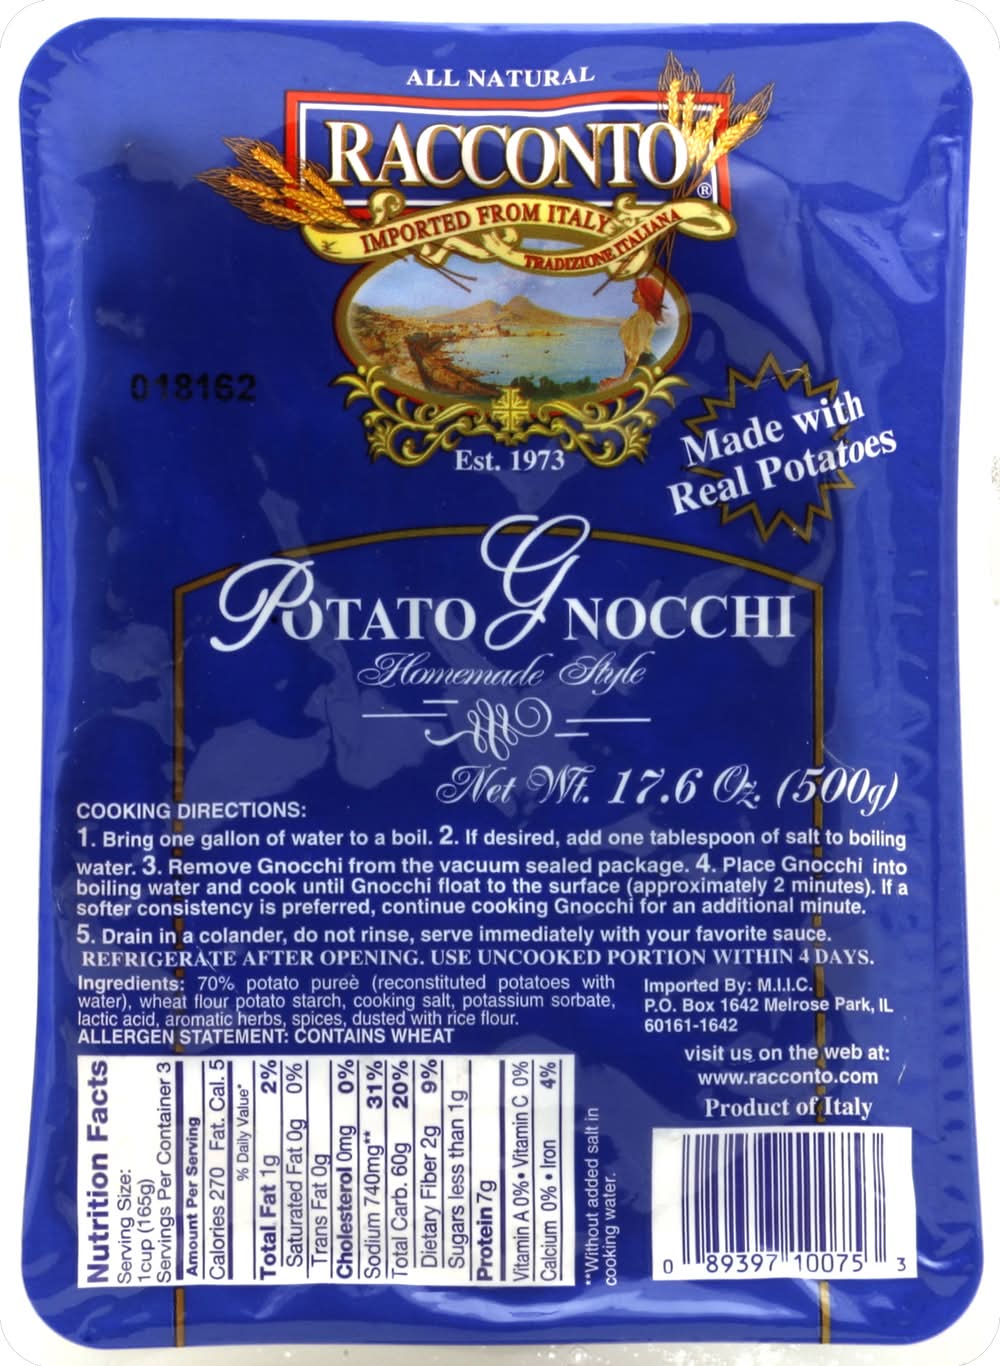 ALL NATURAL
RACCONTO®
IMPORTED FROM ITALY
TRADIZIONE ITALIANA
018162
Est. 1973
Made with
Real Potatoes
POTATO GNOCCHI
Homemade Style
Net Wt. 17.6 Oz. (500g)
COOKING DIRECTIONS:
1. Bring one gallon of water to a boil. 2. If desired, add one tablespoon of salt to boiling
water. 3. Remove Gnocchi from the vacuum sealed package. 4. Place Gnocchi into
boiling water and cook until Gnocchi float to the surface (approximately 2 minutes). If a
softer consistency is preferred, continue cooking Gnocchi for an additional minute.
5. Drain in a colander, do not rinse, serve immediately with your favorite sauce.
REFRIGERATE AFTER OPENING. USE UNCOOKED PORTION WITHIN 4 DAYS.
Ingredients: 70% potato pureè (reconstituted potatoes with
water), wheat flour potato starch, cooking salt, potassium sorbate,
lactic acid, aromatic herbs, spices, dusted with rice flour.
ALLERGEN STATEMENT: CONTAINS WHEAT
Imported By: M.I.I.C.
P.O. Box 1642 Melrose Park, IL
60161-1642
visit us on the web at:
www.racconto.com
Product of Italy
Nutrition Facts
Serving Size:
1cup (165g)
Servings Per Container 3
Amount Per Serving
Calories 270 Fat. Cal. 5
% Daily Value*
Total Fat 1g 2%
Saturated Fat 0g 0%
Trans Fat 0g
Cholesterol 0mg 0%
Sodium 740mg** 31%
Total Carb. 60g 20%
Dietary Fiber 2g 9%
Sugars less than 1g
Protein 7g
Vitamin A 0% • Vitamin C 0%
Calcium 0% • Iron 4%
**Without added salt in
cooking water.
0 89397 10075 3